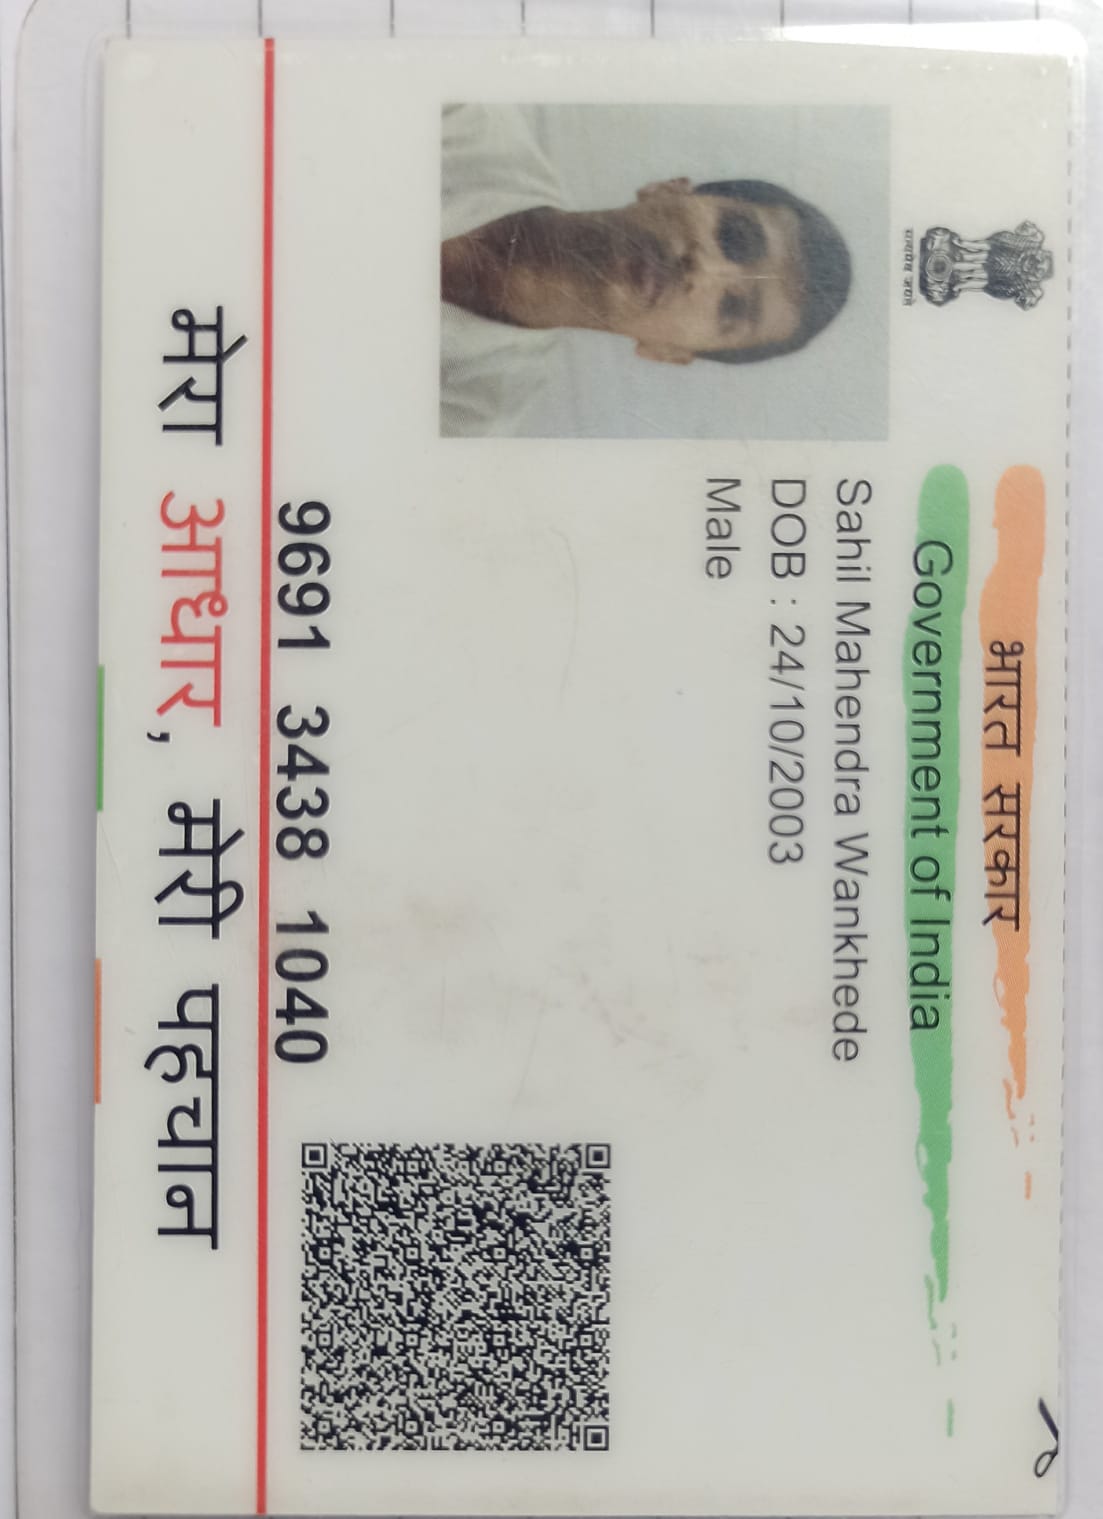 सत्यमेव जयते
भारत सरकार
Government of India
Sahil Mahendra Wankhede
DOB : 24/10/2003
Male
9691 3438 1040
मेरा आधार, मेरी पहचान